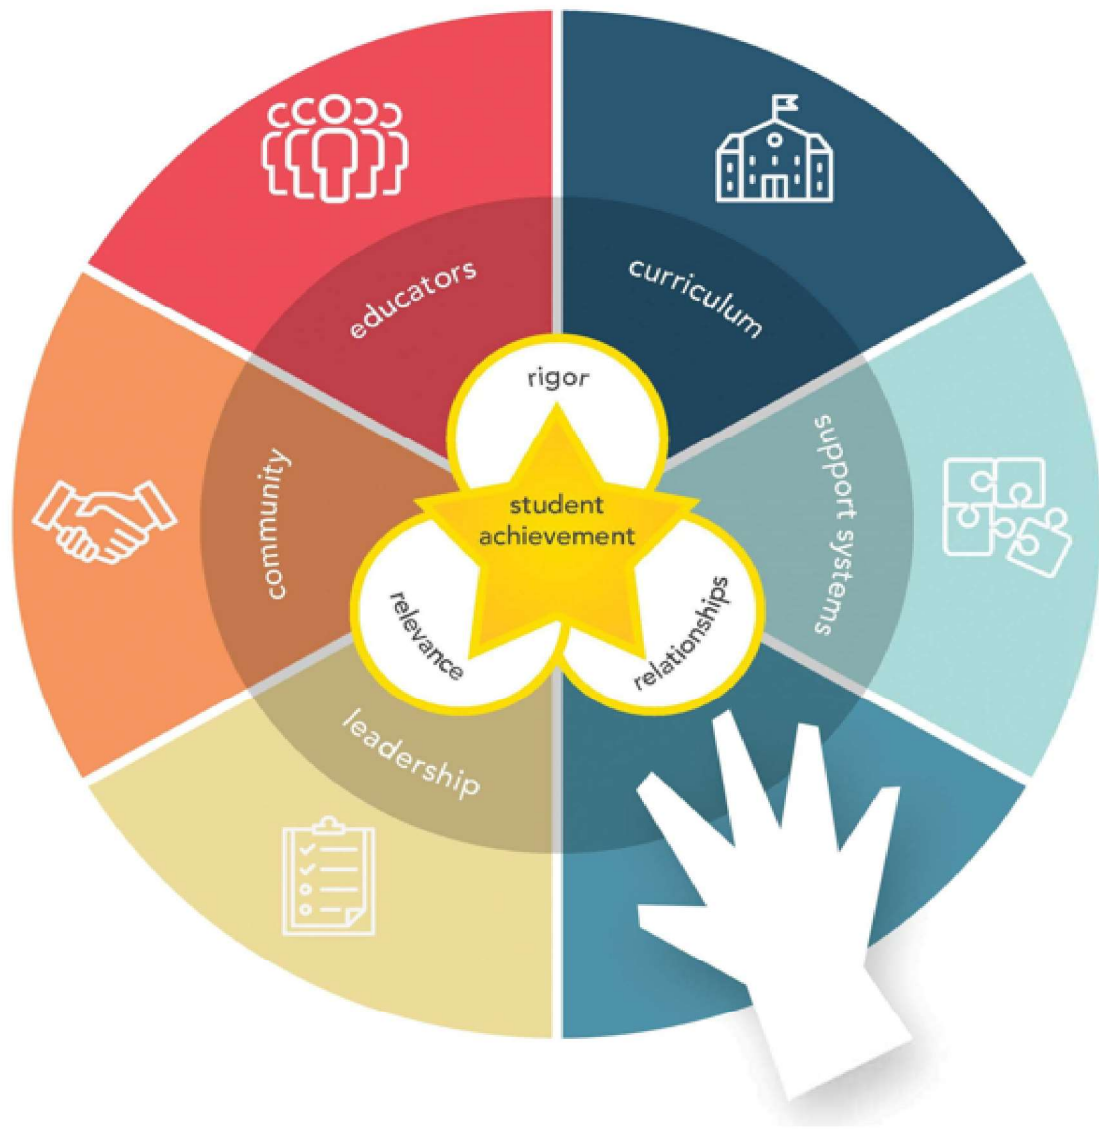 educators
curriculum
rigor
support systems
community
student
achievement
relevance
relationships
leadership